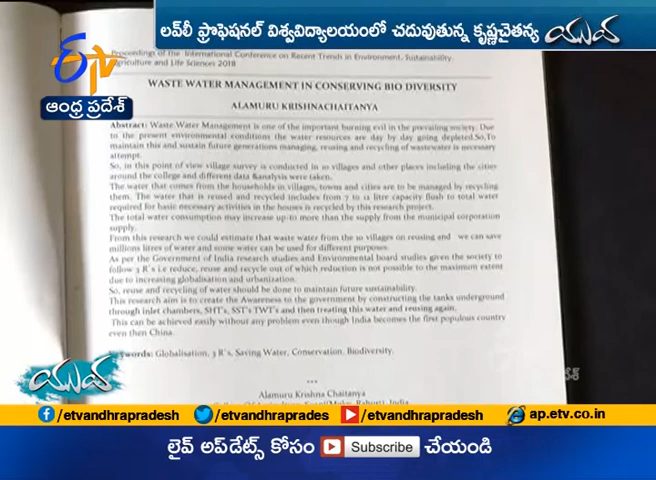 లవ్‌లీ ప్రొఫెషనల్ విశ్వవిద్యాలయంలో చదువుతున్న కృష్ణచైతన్య
యువ
Proceedings of the International Conference on Recent Trends in Environment, Sustainability,
Agriculture and Life Sciences 2018
etv
ఆంధ్ర ప్రదేశ్
WASTE WATER MANAGEMENT IN CONSERVING BIO DIVERSITY
ALAMURU KRISHNACHAITANYA
Abstract: Waste Water Management is one of the important burning evil in the prevailing society. Due
to the present environmental conditions the water resources are day by day going depleted.So,To
maintain this and sustain future generations managing, reusing and recycling of wastewater is necessary
attempt.
So, in this point of view village survey is conducted in 10 villages and other places including the cities
around the college and different data &analysis were taken.
The water that comes from the households in villages, towns and cities are to be managed by recycling
them. The water that is reused and recycled includes from 7 to 12 litre capacity flush to total water
required for basic necessary activities in the houses is recycled by this research project.
The total water consumption may increase up to more than the supply from the municipal corporation
supply.
From this research we could estimate that waste water from the 10 villages on reusing and we can save
millions litres of water and some water can be used for different purposes.
As per the Government of India research studies and Environmental board studies given the society to
follow 3 R's i.e reduce, reuse and recycle out of which reduction is not possible to the maximum extent
due to increasing globalisation and urbanization.
So, reuse and recycling of water should be done to maintain future sustainability.
This research aim is to create the Awareness to the government by constructing the tanks underground
through inlet chambers, SHT's, SST's TWT's and then treating this water and reusing again.
This can be achieved easily without any problem even though India becomes the first populous country
even then China.
Keywords: Globalisation, 3 R's, Saving Water, Conservation, Biodiversity.
యువ
***
Alamuru Krishna Chaitanya
India
/etvandhrapradesh
/etvandhraprades
/etvandhrapradesh
ap.etv.co.in
లైవ్ అప్‌డేట్స్ కోసం Subscribe చేయండి